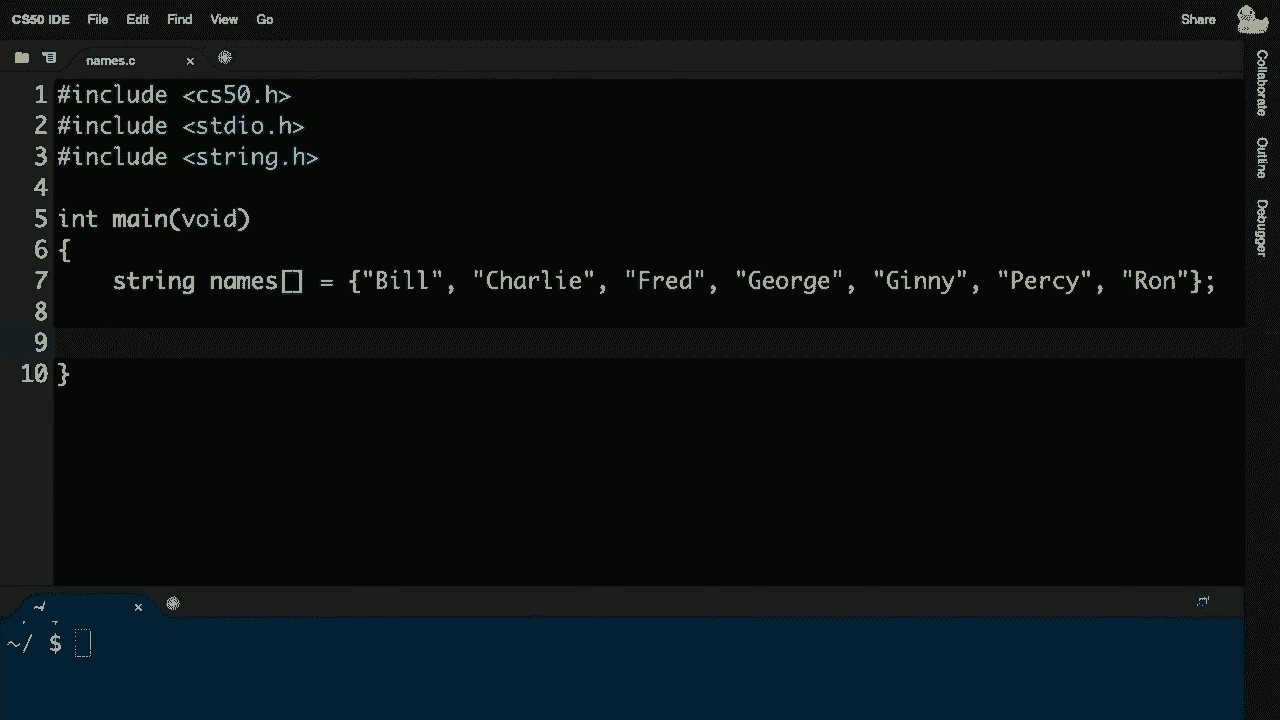 CS50 IDE File Edit Find View Go Share
names.c x
1 #include <cs50.h>
2 #include <stdio.h>
3 #include <string.h>
4
5 int main(void)
6 {
7     string names[] = {"Bill", "Charlie", "Fred", "George", "Ginny", "Percy", "Ron"};
8
9
10 }
Collaborate
Outline
Debugger
~/ x
~/ $